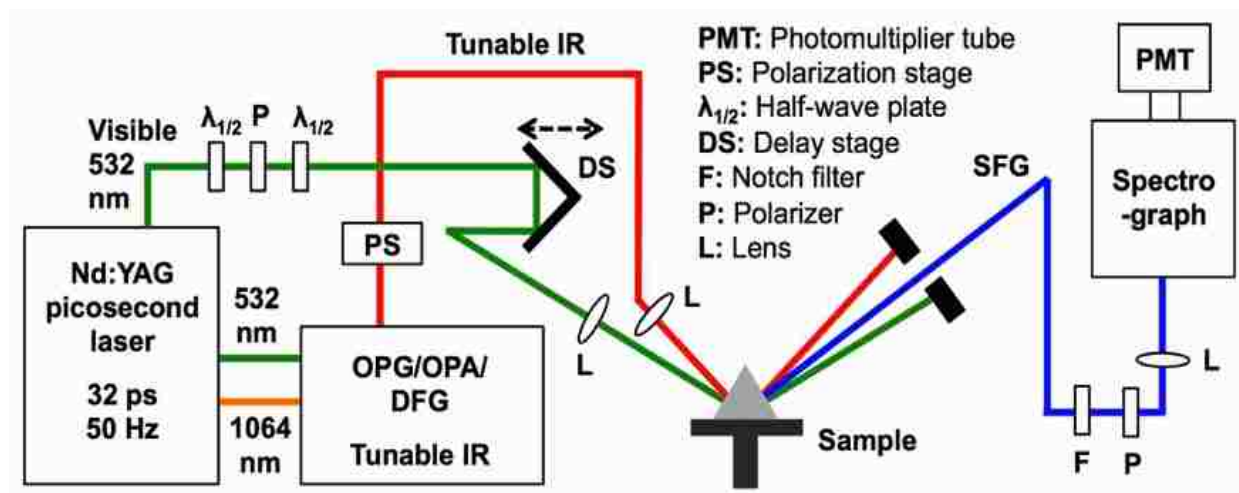 Tunable IR
PMT: Photomultiplier tube
PS: Polarization stage
λ1/2: Half-wave plate
DS: Delay stage
F: Notch filter
P: Polarizer
L: Lens
PMT
Visible
532
nm
λ1/2 P λ1/2
DS
SFG
Spectro
-graph
PS
Nd:YAG
picosecond
laser
32 ps
50 Hz
532
nm
1064
nm
OPG/OPA/
DFG
Tunable IR
L
L
Sample
L
F
P